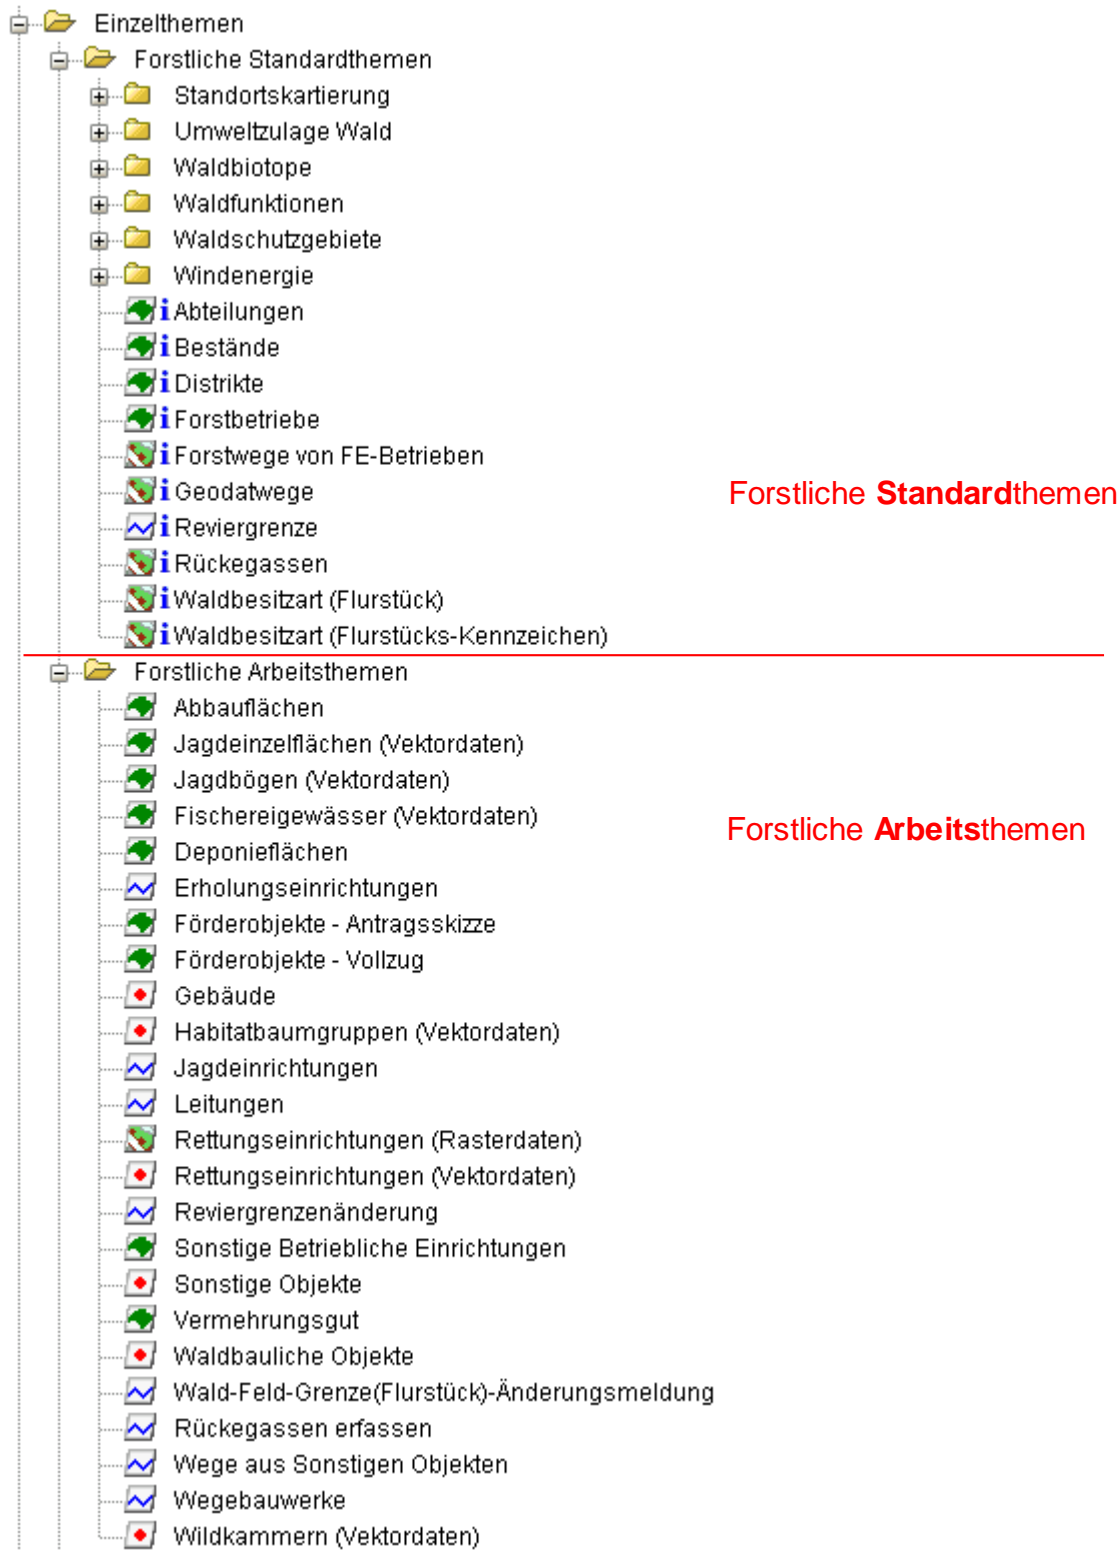 Einzelthemen
Forstliche Standardthemen
Standortskartierung
Umweltzulage Wald
Waldbiotope
Waldfunktionen
Waldschutzgebiete
Windenergie
i Abteilungen
i Bestände
i Distrikte
i Forstbetriebe
i Forstwege von FE-Betrieben
i Geodatwege
Forstliche Standardthemen
i Reviergrenze
i Rückegassen
i Waldbesitzart (Flurstück)
i Waldbesitzart (Flurstücks-Kennzeichen)
Forstliche Arbeitsthemen
Abbauflächen
Jagdeinzelflächen (Vektordaten)
Jagdbögen (Vektordaten)
Fischereigewässer (Vektordaten)
Forstliche Arbeitsthemen
Deponieflächen
Erholungseinrichtungen
Förderobjekte - Antragsskizze
Förderobjekte - Vollzug
Gebäude
Habitatbaumgruppen (Vektordaten)
Jagdeinrichtungen
Leitungen
Rettungseinrichtungen (Rasterdaten)
Rettungseinrichtungen (Vektordaten)
Reviergrenzenänderung
Sonstige Betriebliche Einrichtungen
Sonstige Objekte
Vermehrungsgut
Waldbauliche Objekte
Wald-Feld-Grenze(Flurstück)-Änderungsmeldung
Rückegassen erfassen
Wege aus Sonstigen Objekten
Wegebauwerke
Wildkammern (Vektordaten)